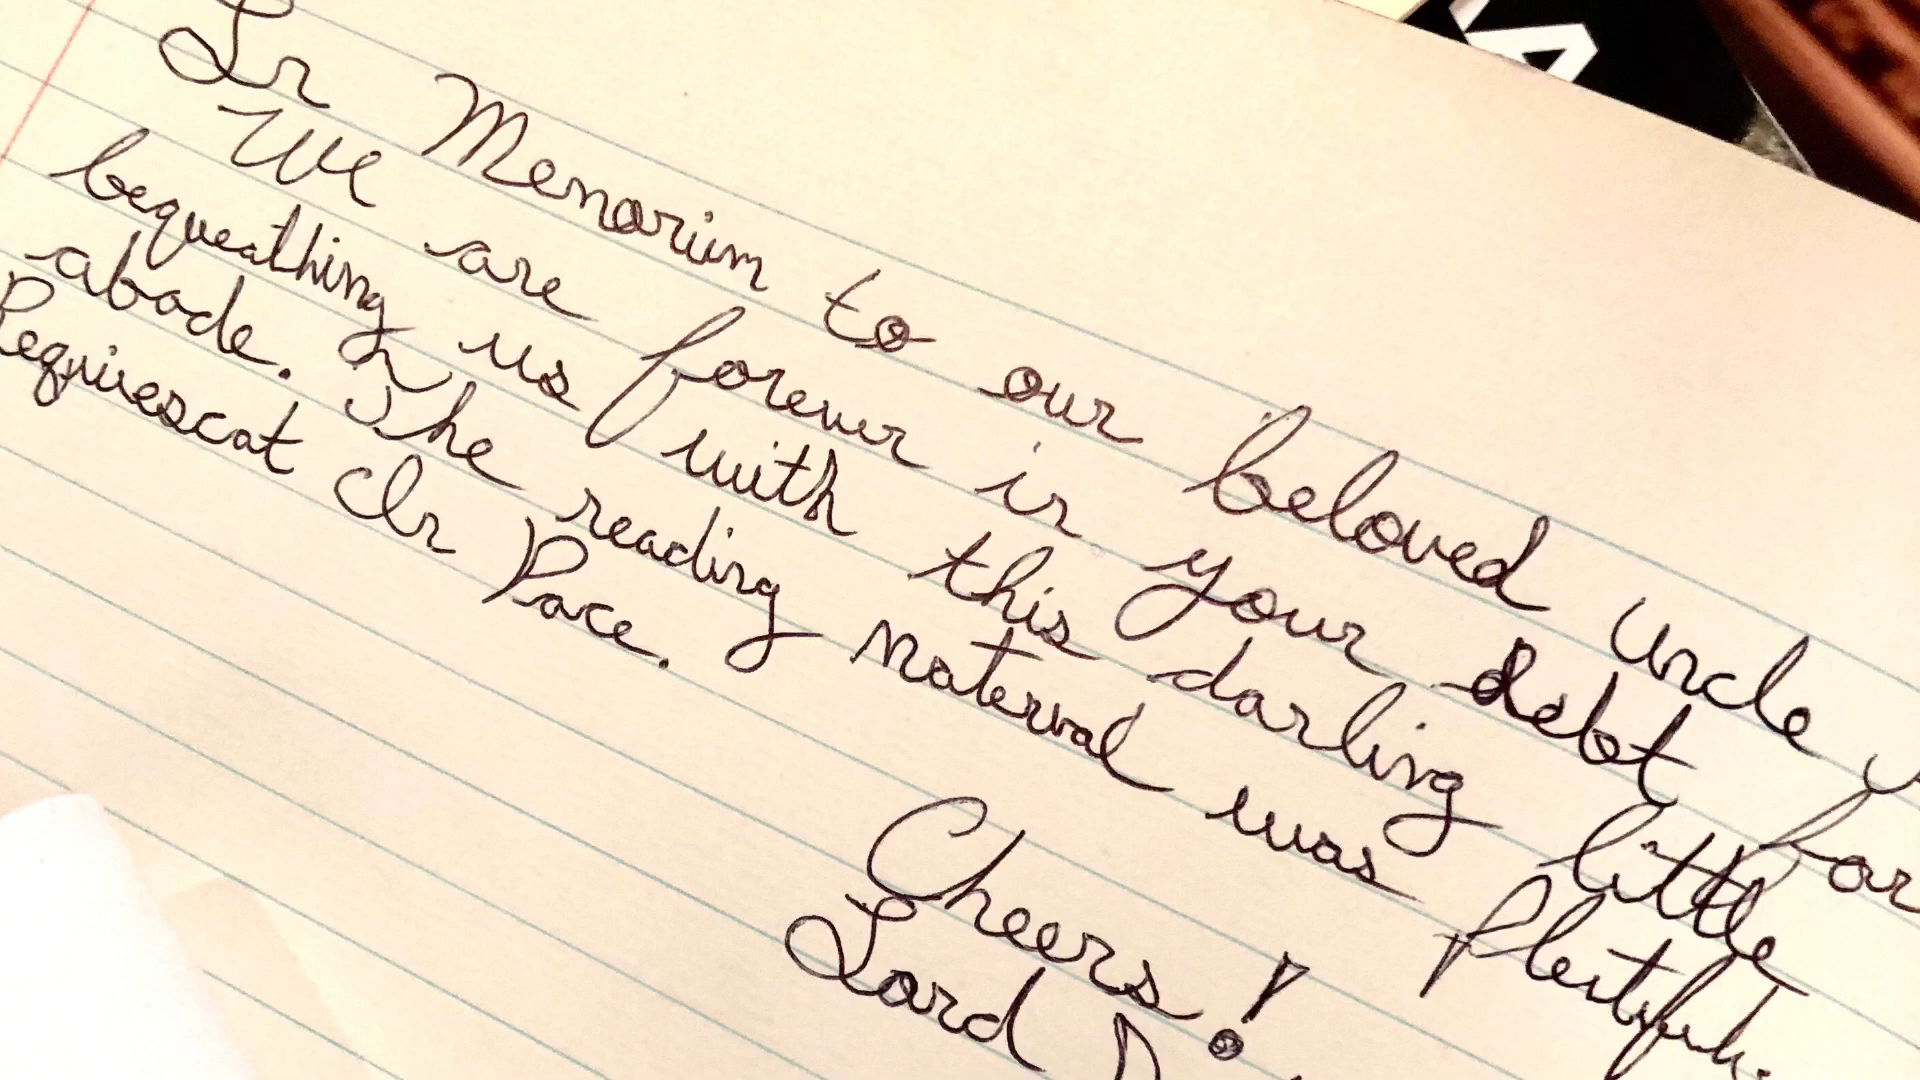 In Memorim to our beloved uncle
We are forever in your debt for
bequeathing us with this darling little
abode. The reading material was plentiful.
Requiescat In Pace.
Cheers!
Lord
A